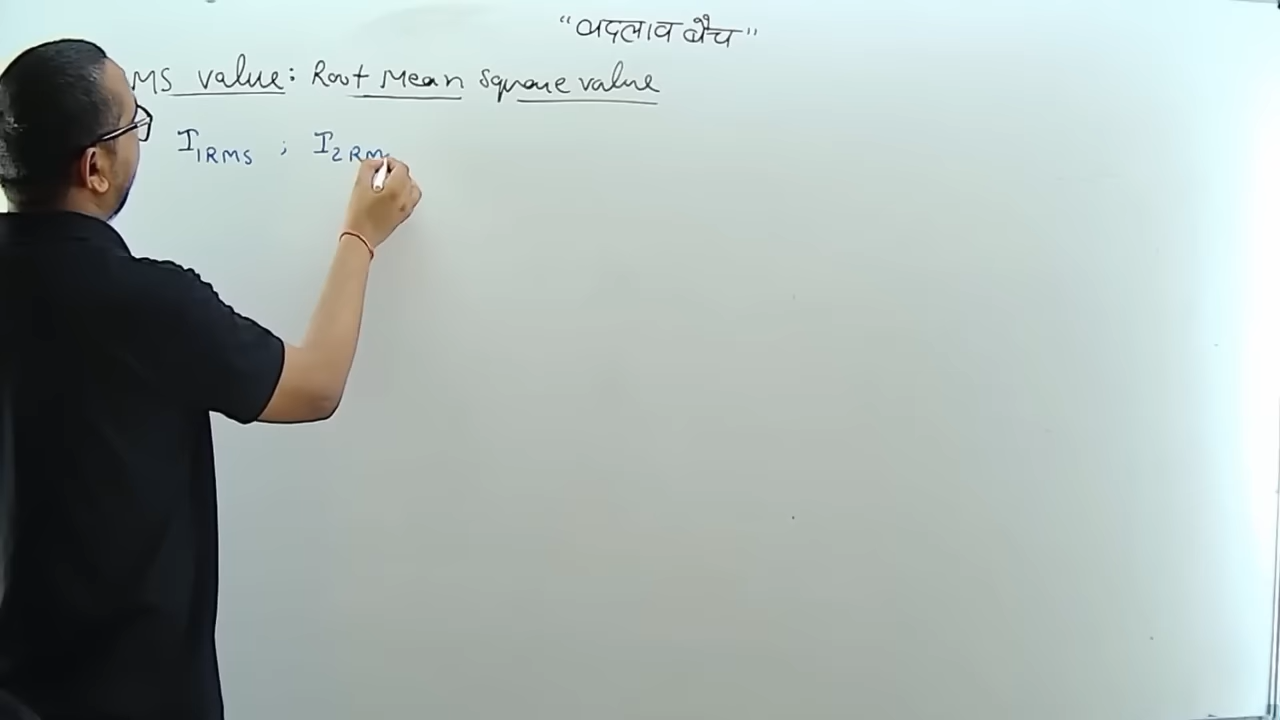 “बदलाव बैच”
MS value: Root Mean Square value
I₁RMS ; I₂RM